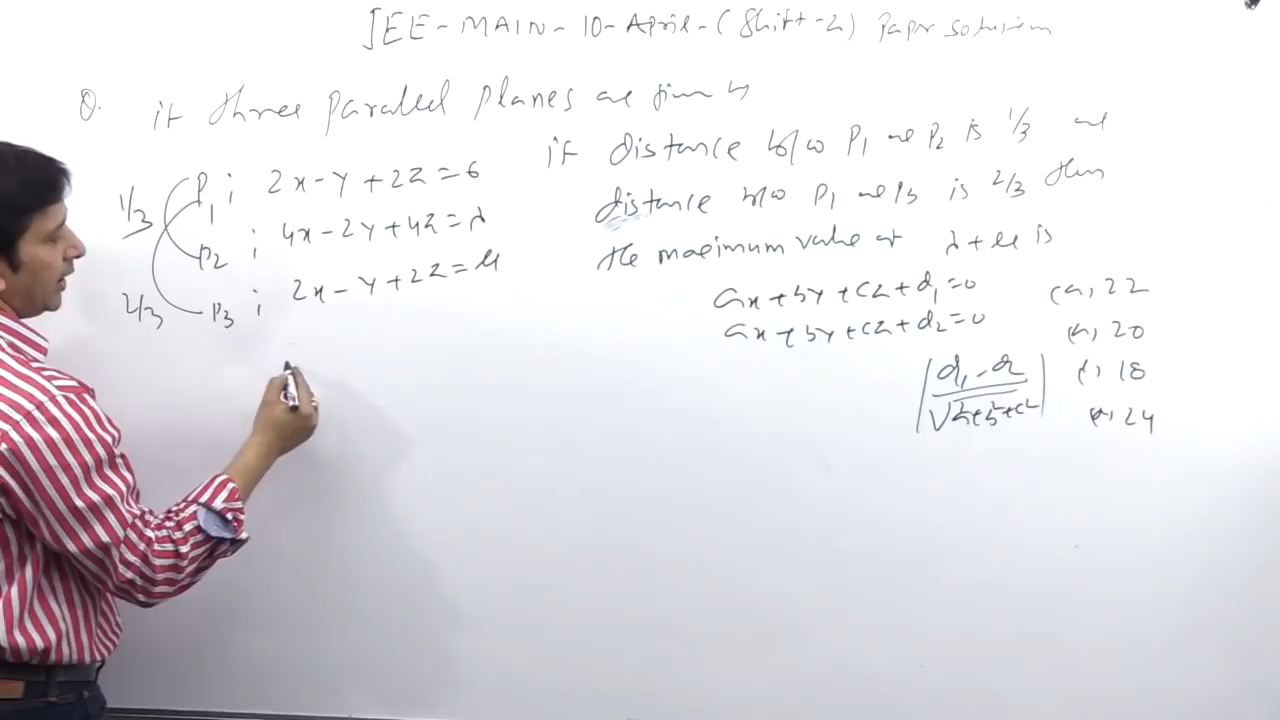 JEE-MAIN-10-April-(Shift-2) Paper solution
Q. if three Parallel Planes are given by
P1 ; 2x-y+2z=6
P2 ; 4x-2y+4z=λ
P3 ; 2x-y+2z=μ
1/3
2/3
if distance b/w P1 and P2 is 1/3 and
distance b/w P1 and P3 is 2/3 then
the maximum value of λ+μ is
ax+by+cz+d1=0
ax+by+cz+d2=0
|d1-d2/√a²+b²+c²|
(a) 22
(b) 20
(c) 18
(d) 24